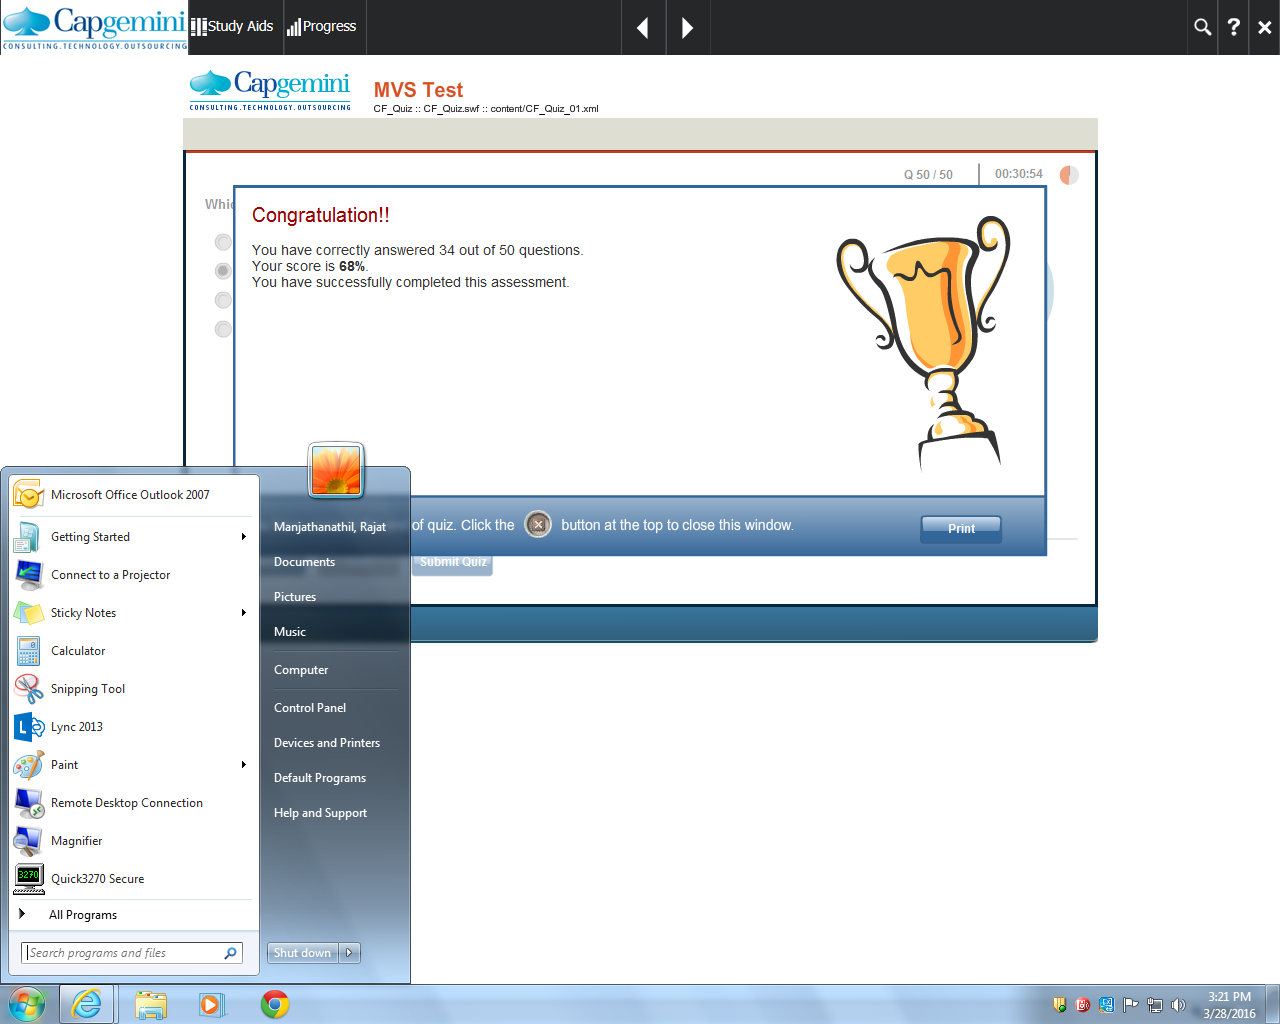 Capgemini
CONSULTING.TECHNOLOGY.OUTSOURCING
Study Aids
Progress
?
Capgemini
CONSULTING.TECHNOLOGY.OUTSOURCING
MVS Test
CF_Quiz :: CF_Quiz.swf :: content/CF_Quiz_01.xml
Q 50 / 50
00:30:54
Whic
Congratulation!!
You have correctly answered 34 out of 50 questions.
Your score is 68%.
You have successfully completed this assessment.
of quiz. Click the button at the top to close this window.
Print
Submit Quiz
Microsoft Office Outlook 2007
Getting Started
Connect to a Projector
Sticky Notes
Calculator
Snipping Tool
Lync 2013
Paint
Remote Desktop Connection
Magnifier
3270
Quick3270 Secure
All Programs
Search programs and files
Manjathanathil, Rajat
Documents
Pictures
Music
Computer
Control Panel
Devices and Printers
Default Programs
Help and Support
Shut down
3:21 PM
3/28/2016